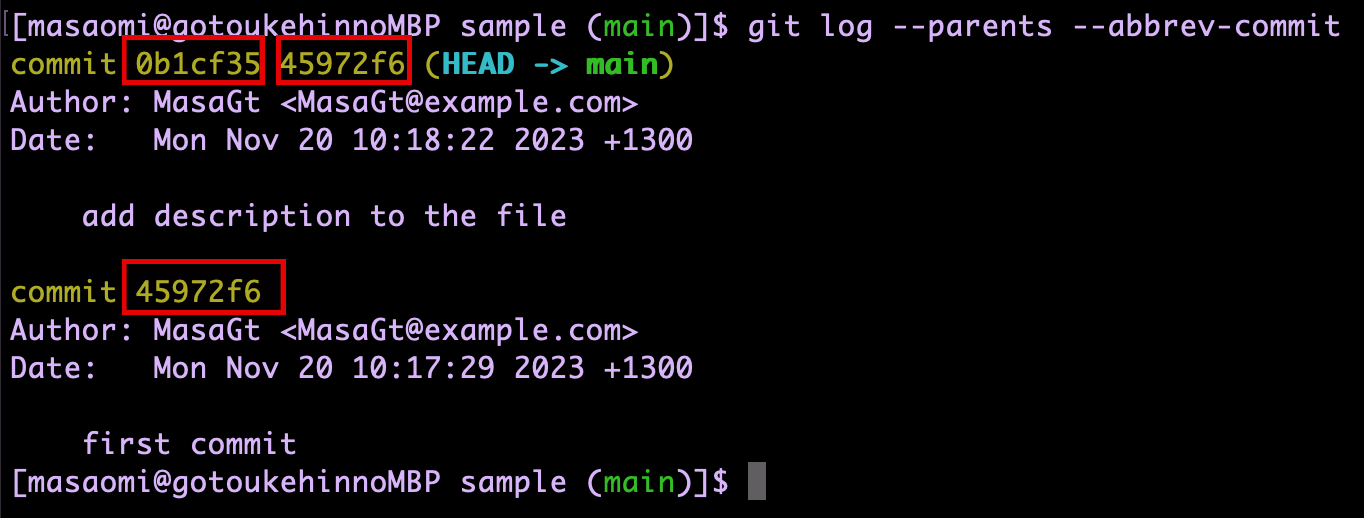 [masaomi@gotoukehinnoMBP sample (main)]$ git log --parents --abbrev-commit
commit 0b1cf35 45972f6 (HEAD -> main)
Author: MasaGt <MasaGt@example.com>
Date:   Mon Nov 20 10:18:22 2023 +1300
    add description to the file
commit 45972f6
Author: MasaGt <MasaGt@example.com>
Date:   Mon Nov 20 10:17:29 2023 +1300
    first commit
[masaomi@gotoukehinnoMBP sample (main)]$